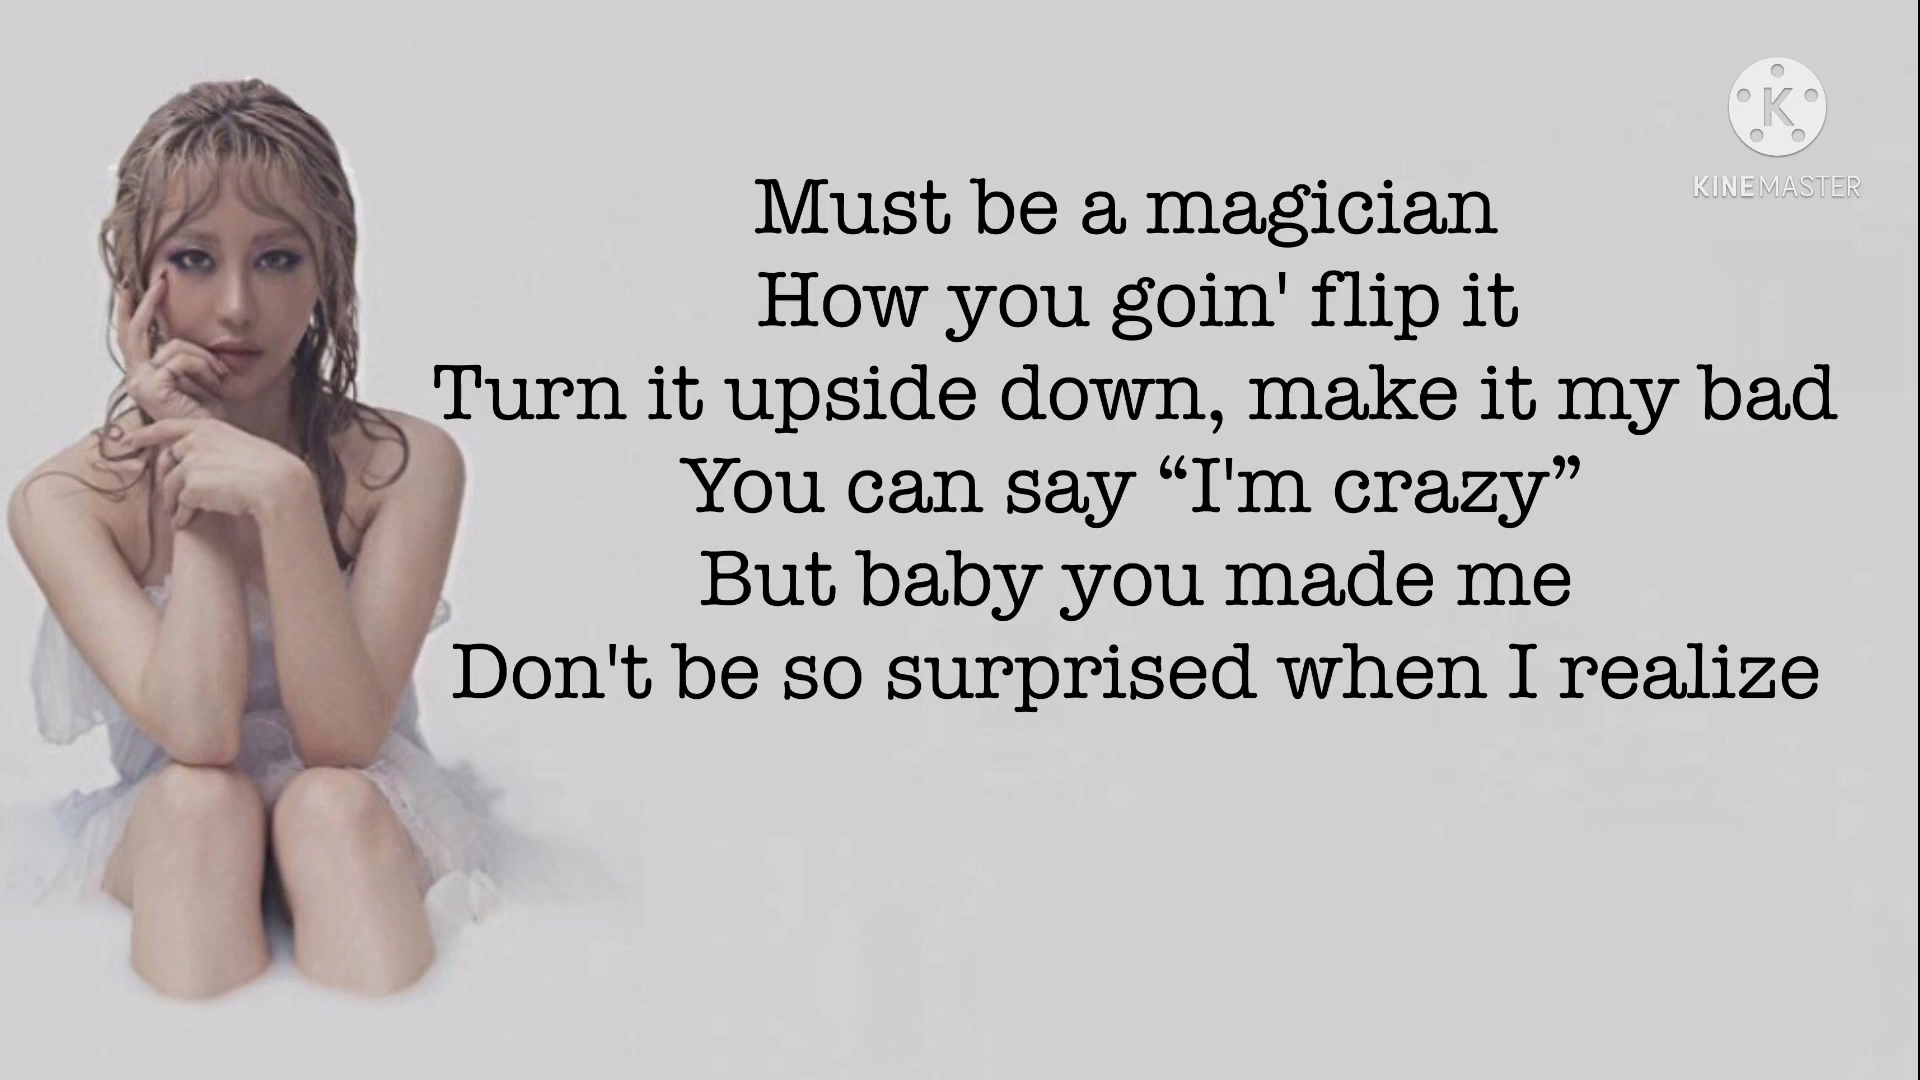 Must be a magician
How you goin' flip it
Turn it upside down, make it my bad
You can say “I'm crazy”
But baby you made me
Don't be so surprised when I realize
K
KINEMASTER